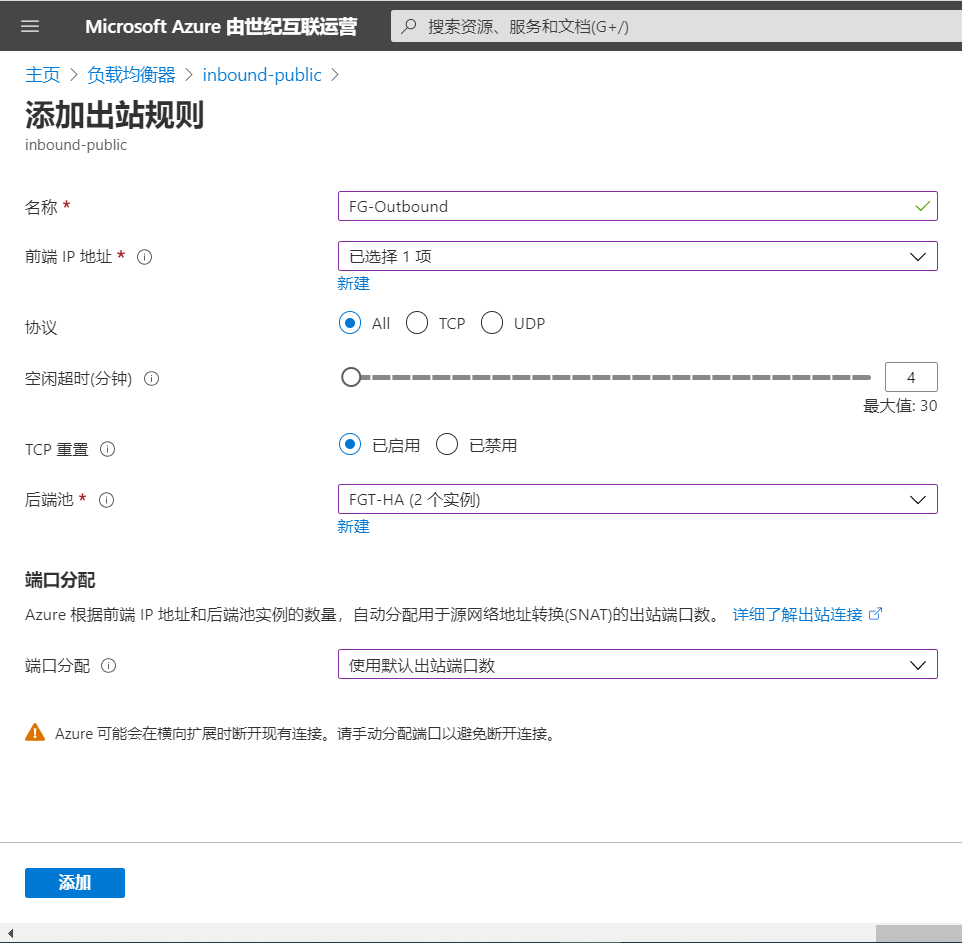 Microsoft Azure 由世纪互联运营
搜索资源、服务和文档(G+/)
主页 > 负载均衡器 > inbound-public >
添加出站规则
inbound-public
名称 *
FG-Outbound
前端 IP 地址 *
已选择 1 项
新建
协议
All TCP UDP
空闲超时(分钟)
4
最大值: 30
TCP 重置
已启用 已禁用
后端池 *
FGT-HA (2 个实例)
新建
端口分配
Azure 根据前端 IP 地址和后端池实例的数量，自动分配用于源网络地址转换(SNAT)的出站端口数。 详细了解出站连接
端口分配
使用默认出站端口数
Azure 可能会在横向扩展时断开现有连接。请手动分配端口以避免断开连接。
添加